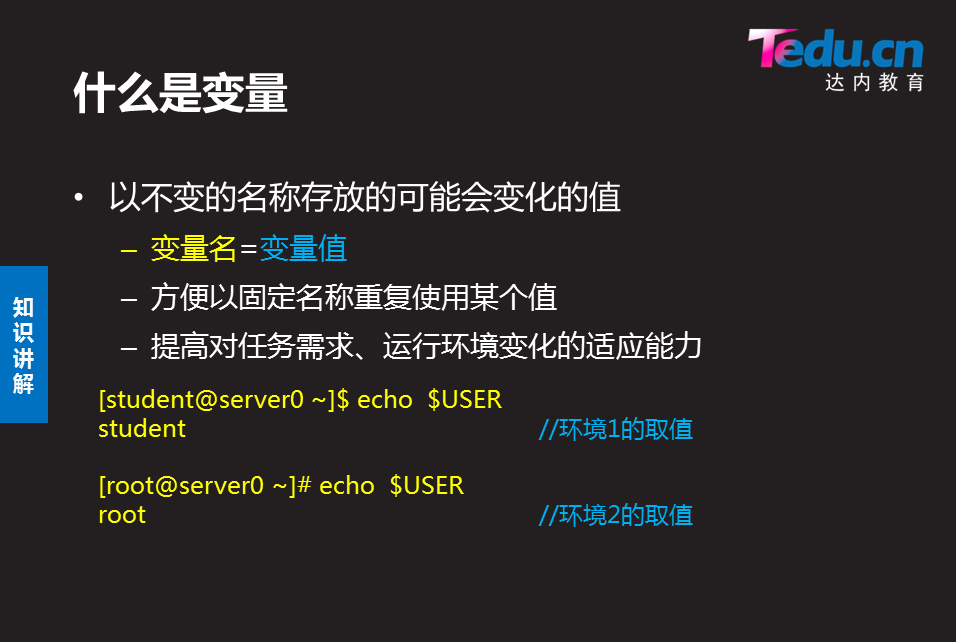 Tedu.cn
达内教育
什么是变量
• 以不变的名称存放的可能会变化的值
– 变量名=变量值
– 方便以固定名称重复使用某个值
– 提高对任务需求、运行环境变化的适应能力
知识讲解
[student@server0 ~]$ echo  $USER
student //环境1的取值
[root@server0 ~]# echo  $USER
root //环境2的取值